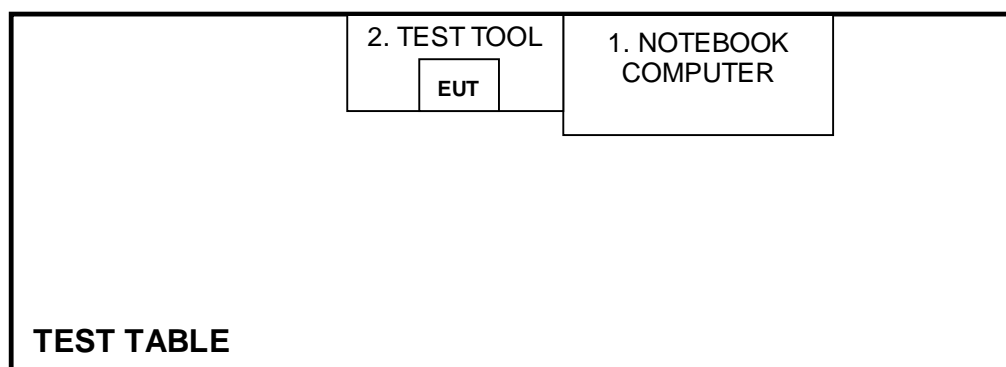 2. TEST TOOL
EUT
1. NOTEBOOK
COMPUTER
TEST TABLE